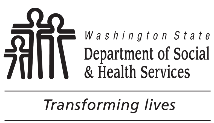 Washington State
Department of Social
& Health Services
Transforming lives